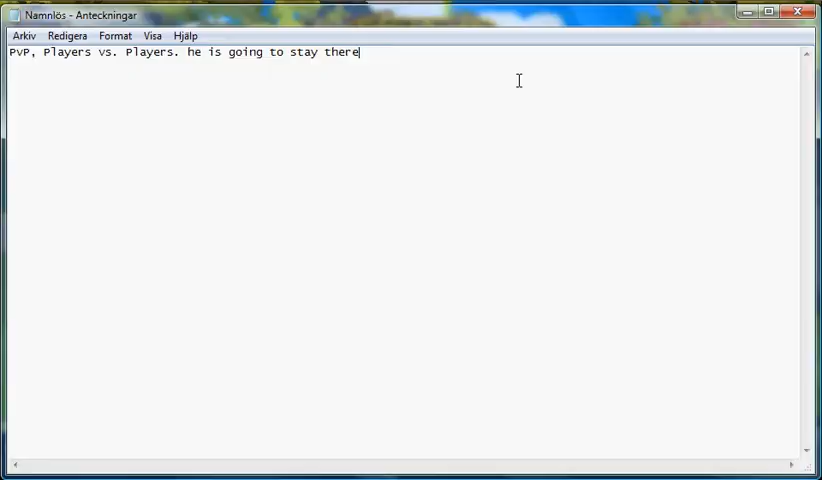 Namnlös - Anteckningar
Arkiv Redigera Format Visa Hjälp
PvP, Players vs. Players. he is going to stay there